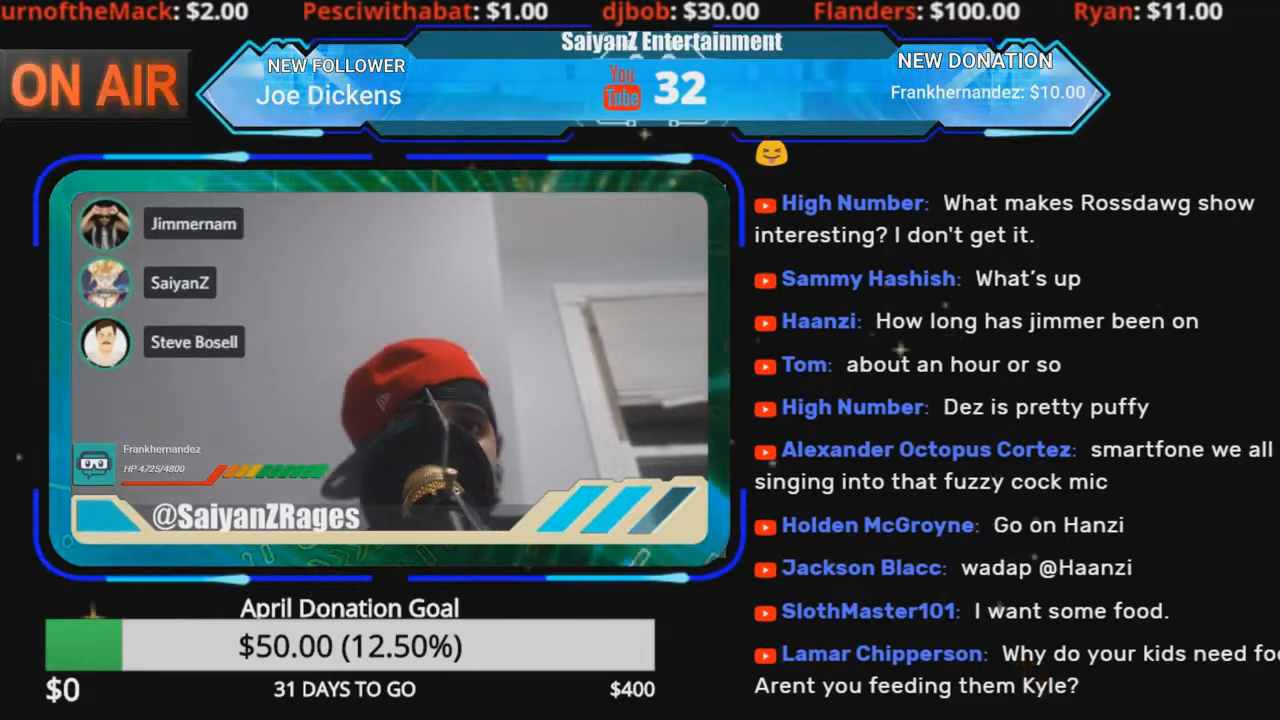 urnoftheMack: $2.00 Pesciwithabat: $1.00 djbob: $30.00 Flanders: $100.00 Ryan: $11.00
SaiyanZ Entertainment
ON AIR
NEW FOLLOWER
Joe Dickens
You
Tube
32
NEW DONATION
Frankhernandez: $10.00
Jimmernam
SaiyanZ
Steve Bosell
Frankhernandez
HP 4725/4800
@SaiyanZRages
April Donation Goal
$50.00 (12.50%)
$0 31 DAYS TO GO $400
High Number: What makes Rossdawg show
interesting? I don't get it.
Sammy Hashish: What’s up
Haanzi: How long has jimmer been on
Tom: about an hour or so
High Number: Dez is pretty puffy
Alexander Octopus Cortez: smartfone we all
singing into that fuzzy cock mic
Holden McGroyne: Go on Hanzi
Jackson Blacc: wadap @Haanzi
SlothMaster101: I want some food.
Lamar Chipperson: Why do your kids need foo
Arent you feeding them Kyle?